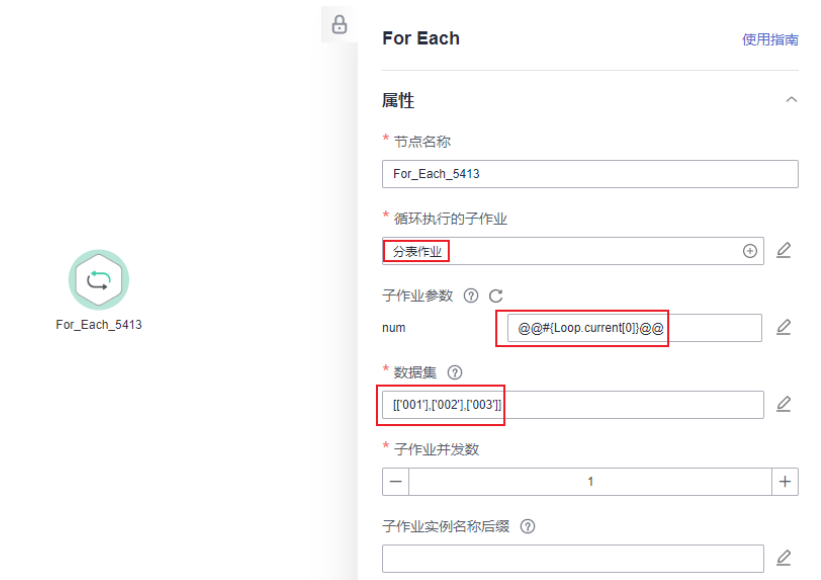 For Each
使用指南
属性
* 节点名称
For_Each_5413
* 循环执行的子作业
分表作业
子作业参数
num
@@#{Loop.current[0]}@@
* 数据集
[['001'],['002'],['003']]
* 子作业并发数
1
子作业实例名称后缀
For_Each_5413